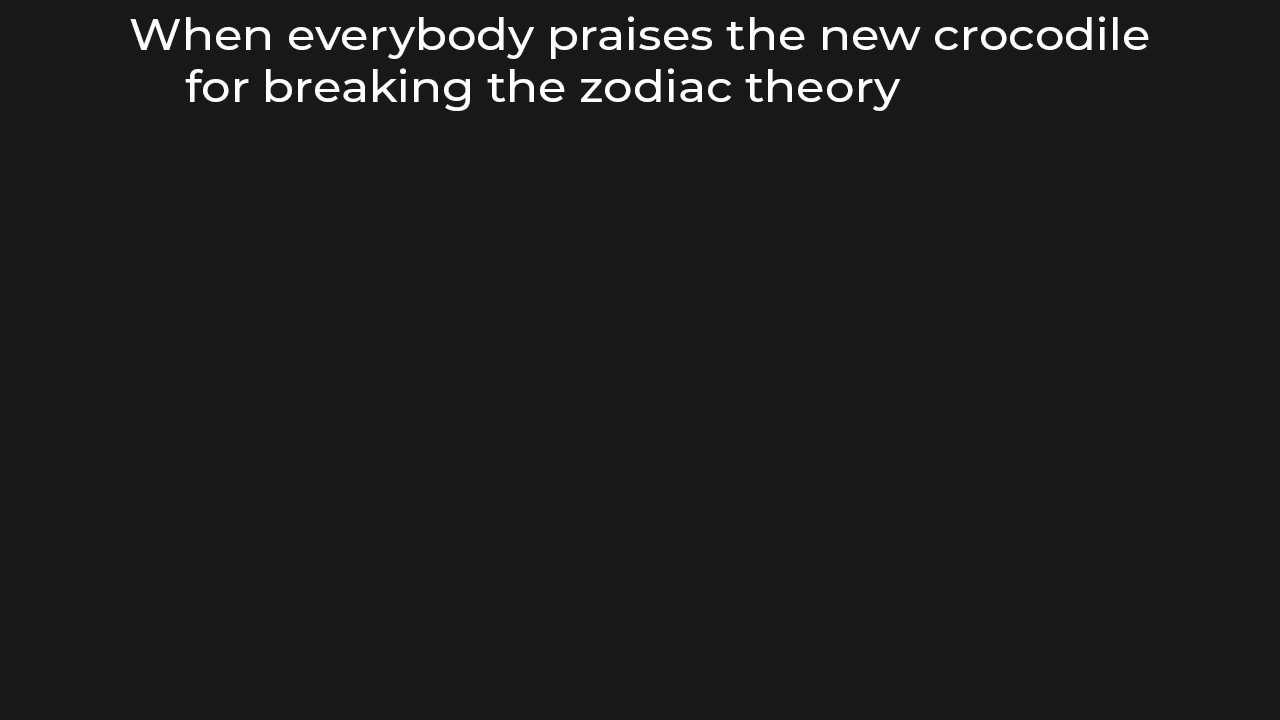 When everybody praises the new crocodile
for breaking the zodiac theory